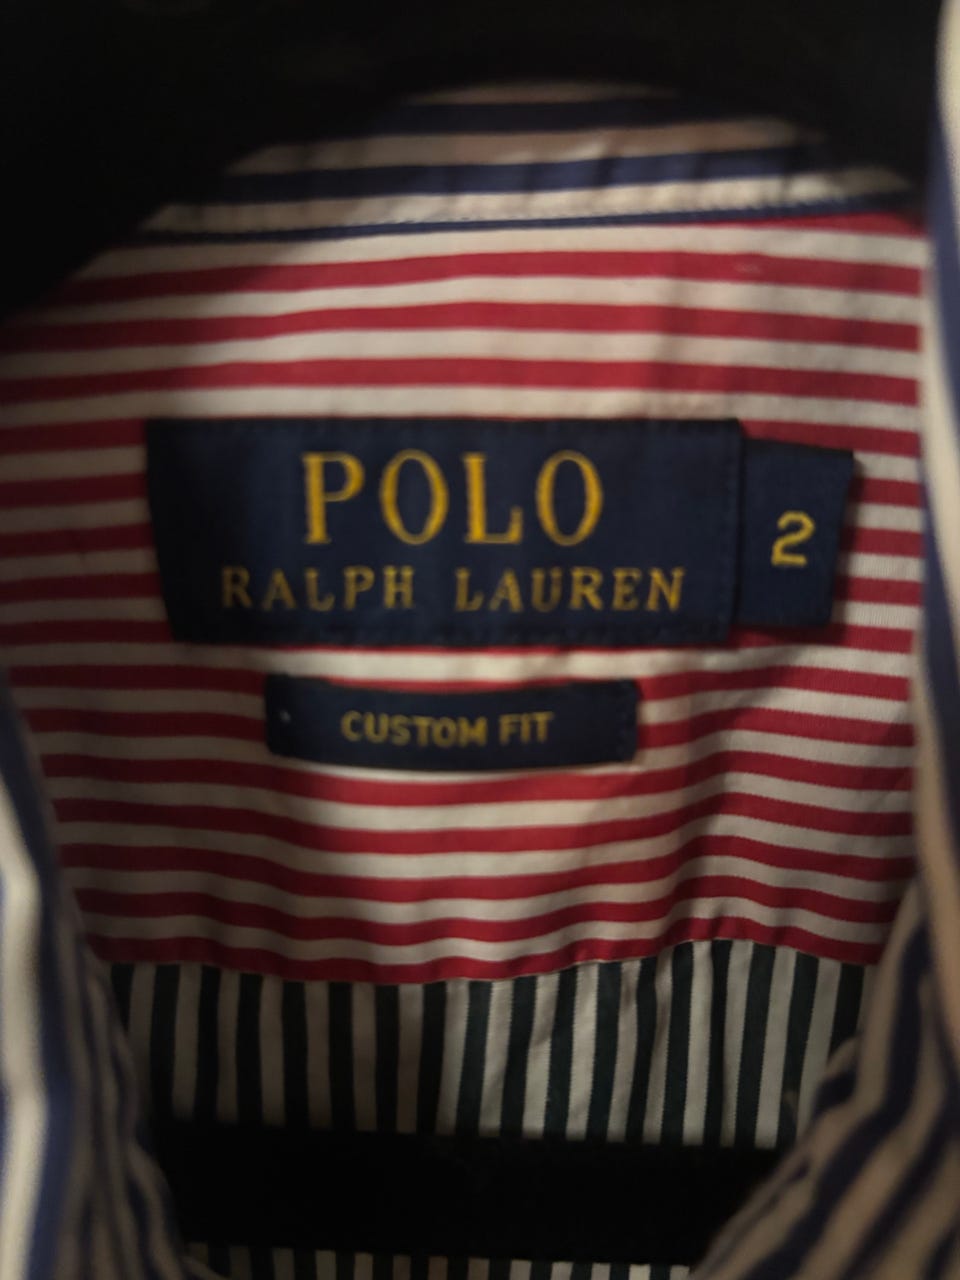 POLO
RALPH LAUREN
2
CUSTOM FIT